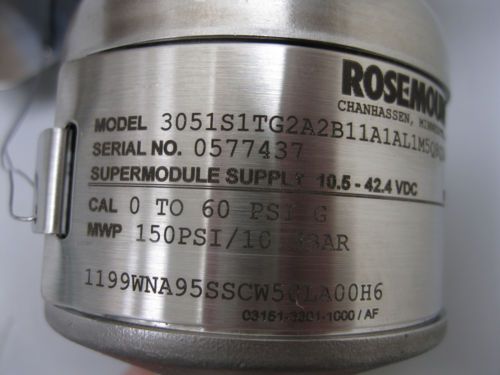 ROSEMOU
CHANHASSEN,
MODEL 3051S1TG2A2B11A1AL1M5
SERIAL NO. 0577437
SUPERMODULE SUPPLY 10.5 - 42.4 VDC
CAL 0 TO 60 PSI G
MWP 150PSI/10 BAR
03151-3301-1000 / AF